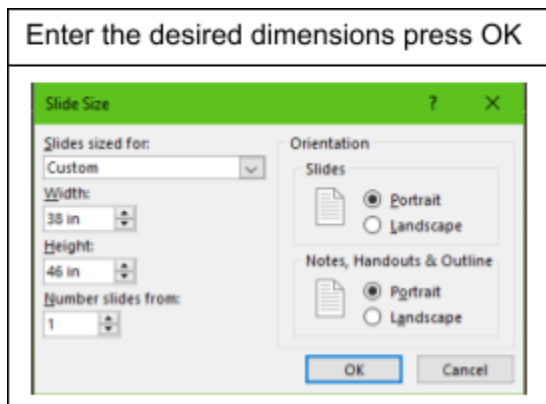 Enter the desired dimensions press OK
Slide Size ? ×
Slides sized for:
Custom
Width:
38 in
Height:
46 in
Number slides from:
1
Orientation
Slides
Portrait
Landscape
Notes, Handouts & Outline
Portrait
Landscape
OK Cancel